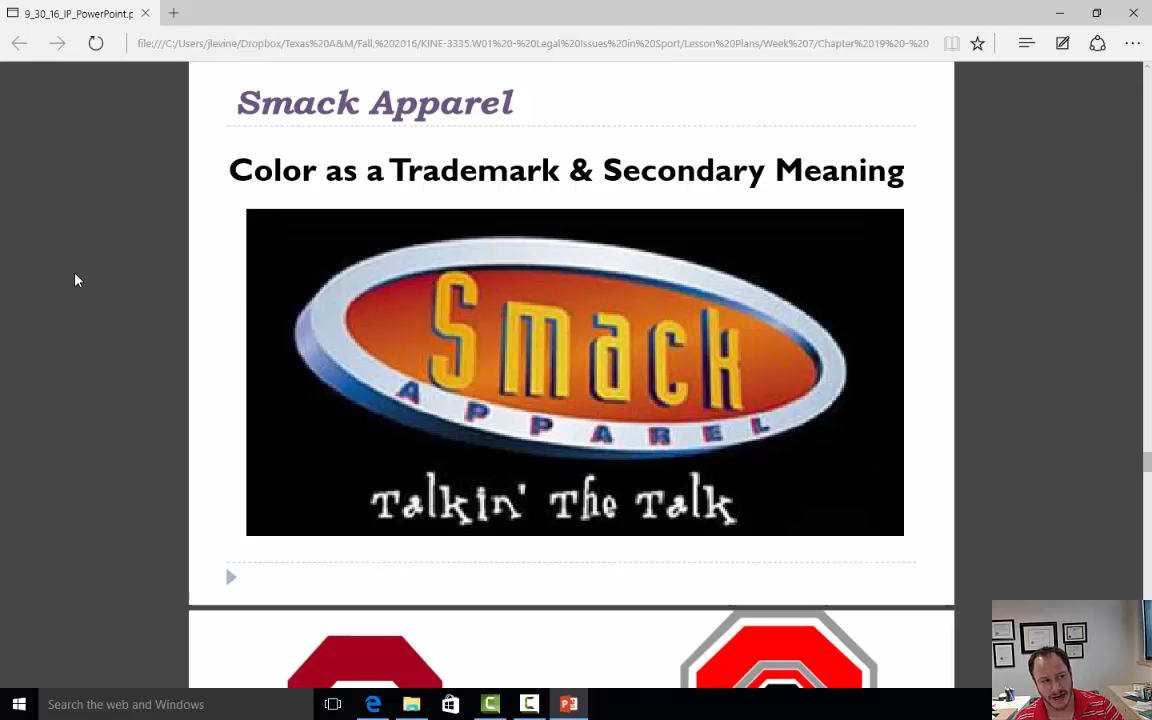 9_30_16_IP_PowerPoint.p
file:///C:/Users/jlevine/Dropbox/Texas%20A&M/Fall,%202016/KINE-3335.W01%20-%20Legal%20Issues%20in%20Sport/Lesson%20Plans/Week%207/Chapter%2019%20-%20
Smack Apparel
Color as a Trademark & Secondary Meaning
Smack
APPAREL
Talkin' The Talk
Search the web and Windows